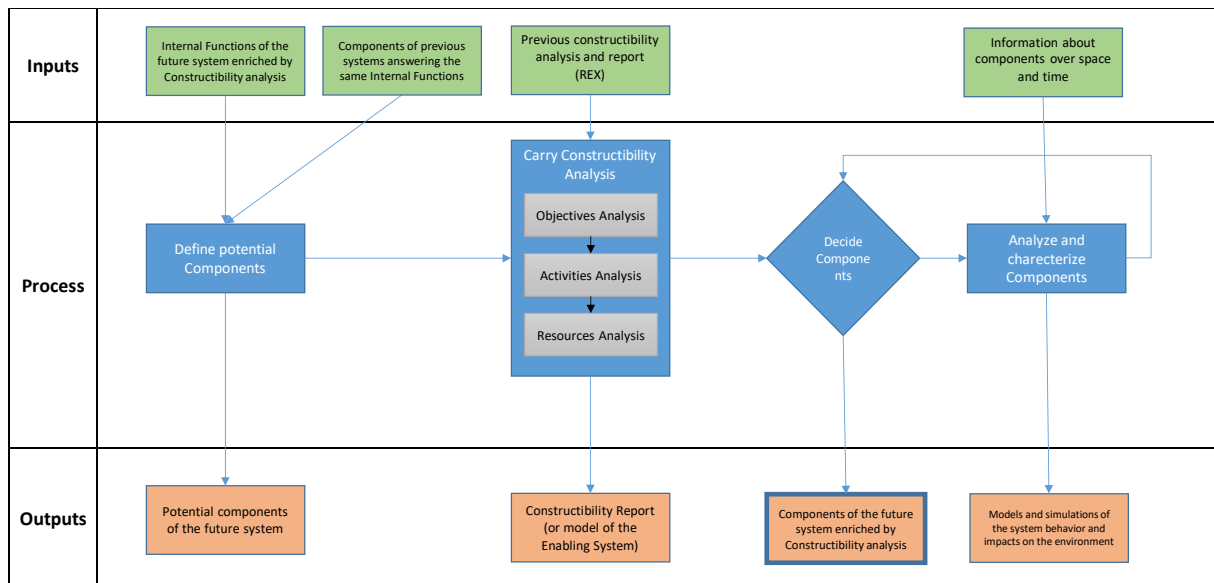 Inputs
Internal Functions of the
future system enriched by
Constructibility analysis
Components of previous
systems answering the
same Internal Functions
Previous constructibility
analysis and report
(REX)
Information about
components over space
and time
Process
Define potential
Components
Carry Constructibility
Analysis
Objectives Analysis
Activities Analysis
Resources Analysis
Decide
Compone
nts
Analyze and
charecterize
Components
Outputs
Potential components
of the future system
Constructibility Report
(or model of the
Enabling System)
Components of the future
system enriched by
Constructibility analysis
Models and simulations of
the system behavior and
impacts on the environment